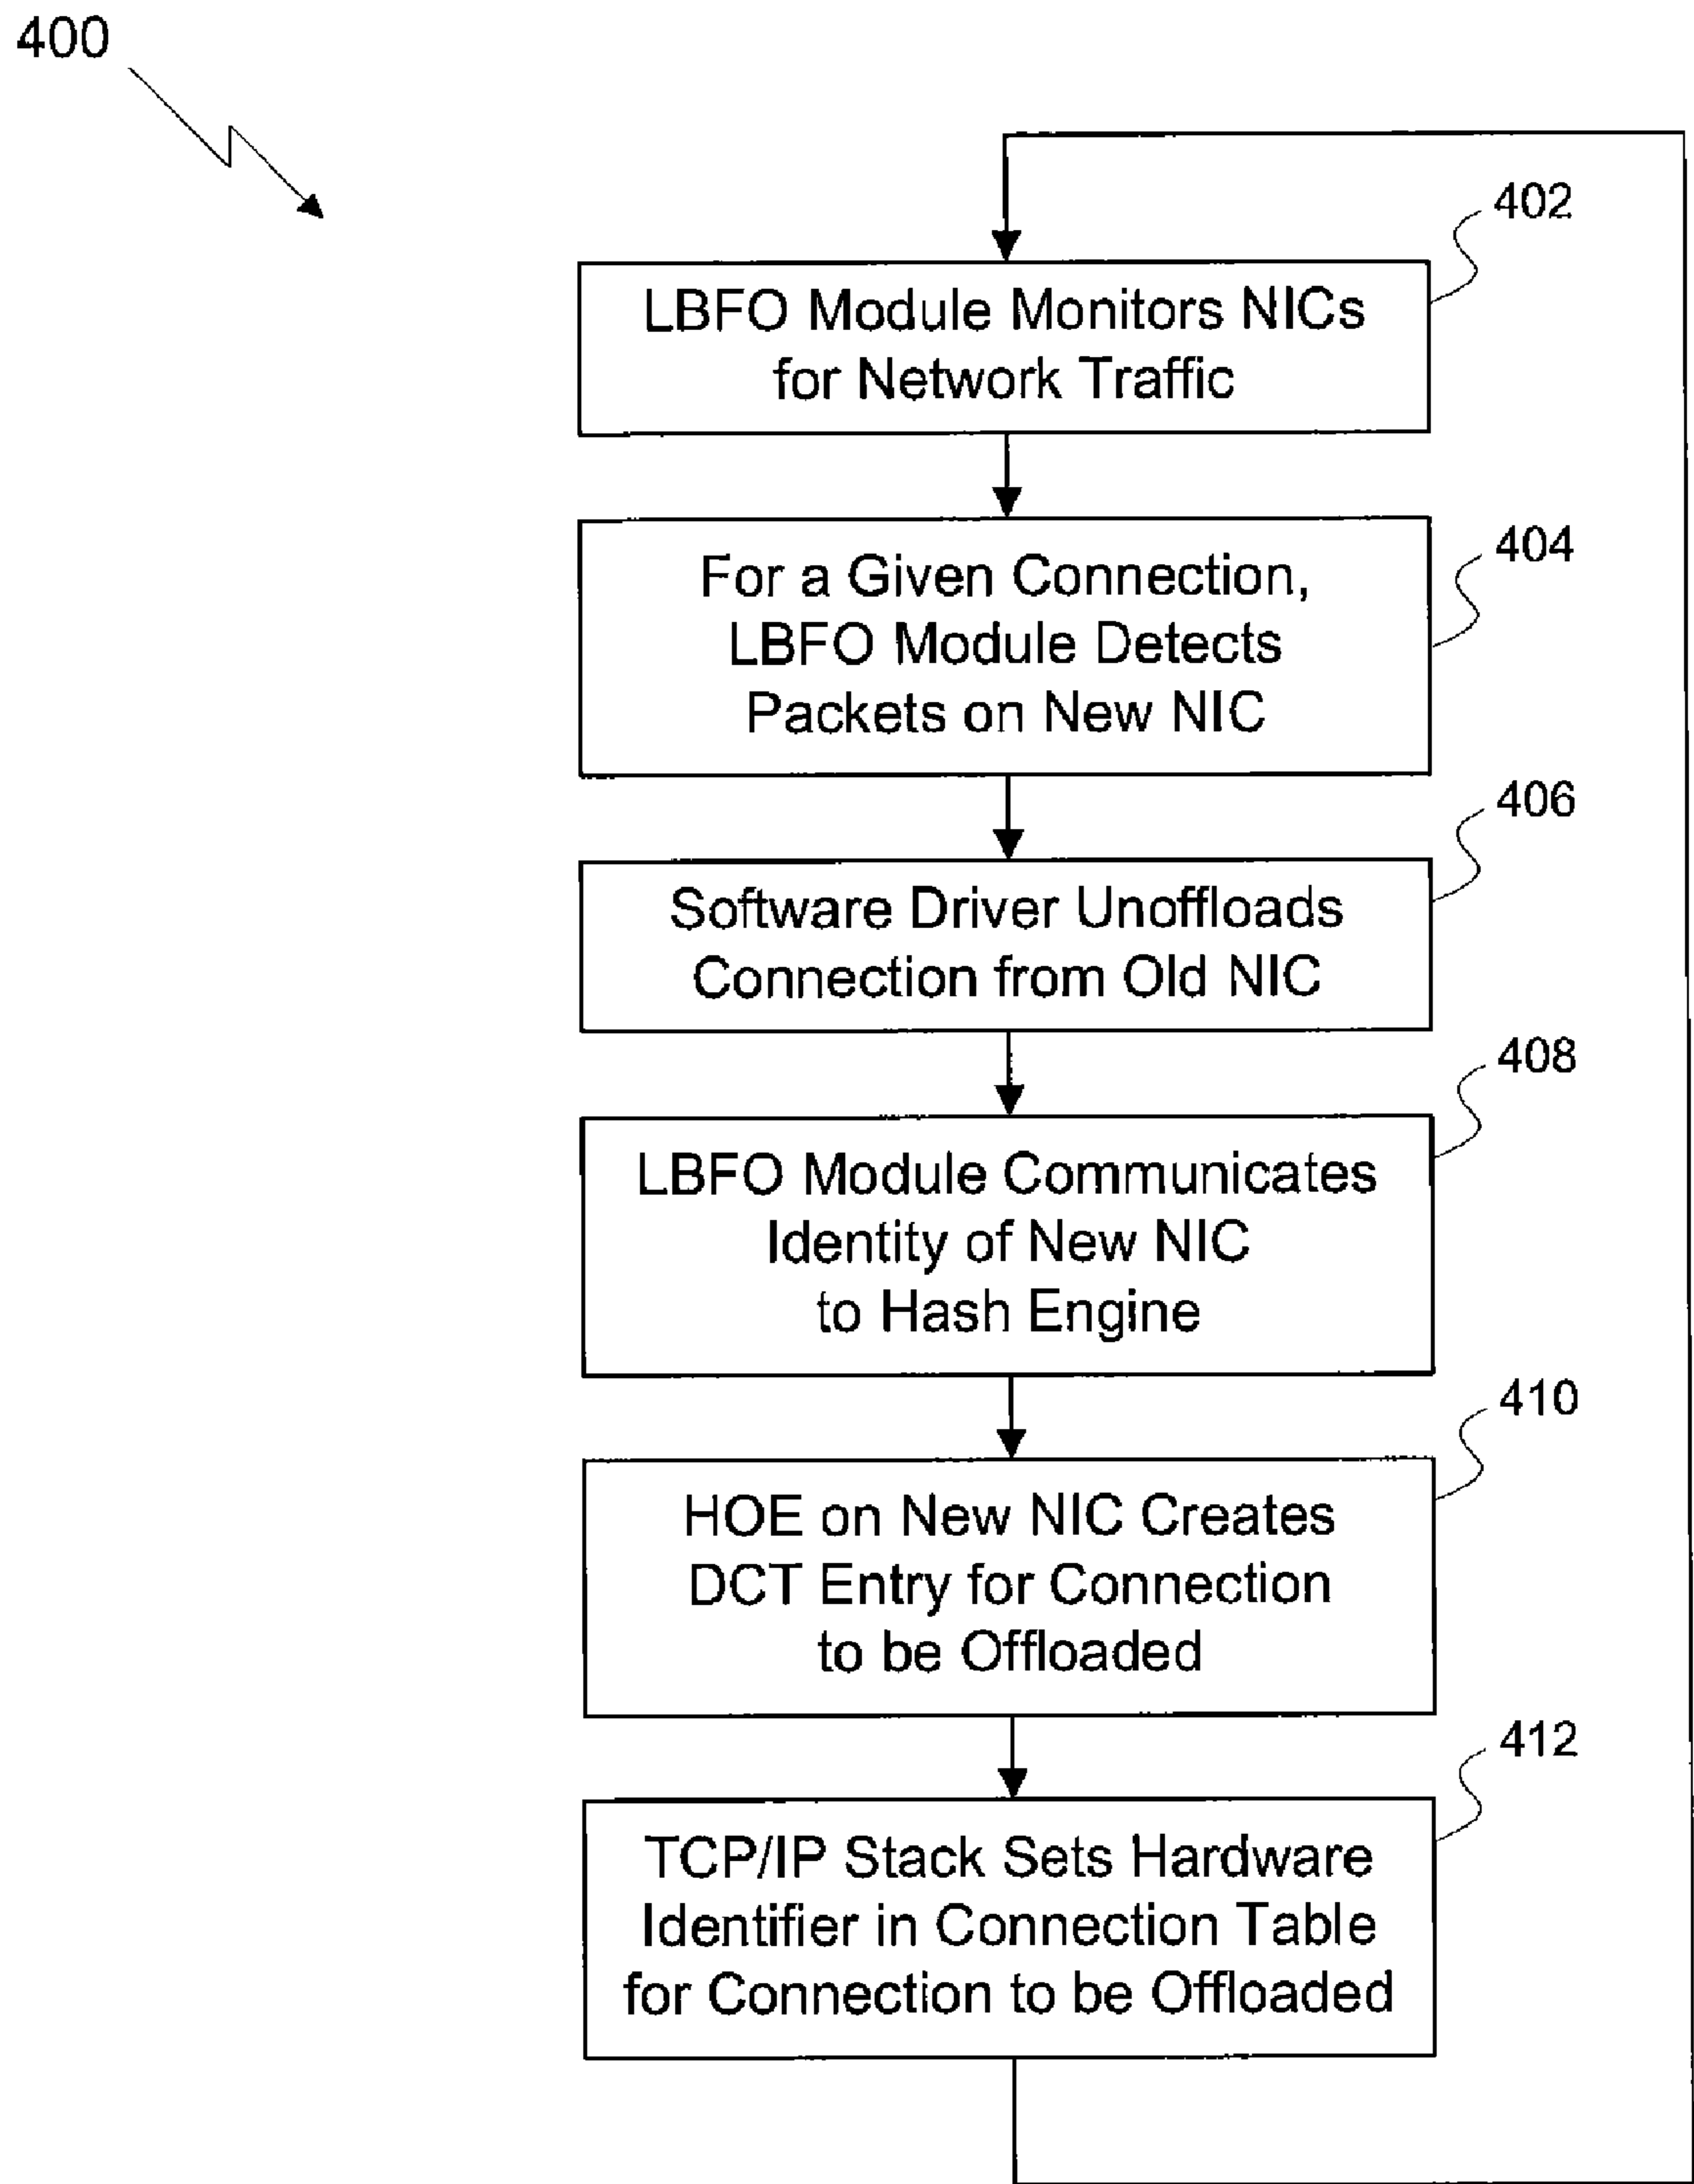 400
402
LBFO Module Monitors NICs
for Network Traffic
404
For a Given Connection,
LBFO Module Detects
Packets on New NIC
406
Software Driver Unoffloads
Connection from Old NIC
408
LBFO Module Communicates
Identity of New NIC
to Hash Engine
410
HOE on New NIC Creates
DCT Entry for Connection
to be Offloaded
412
TCP/IP Stack Sets Hardware
Identifier in Connection Table
for Connection to be Offloaded